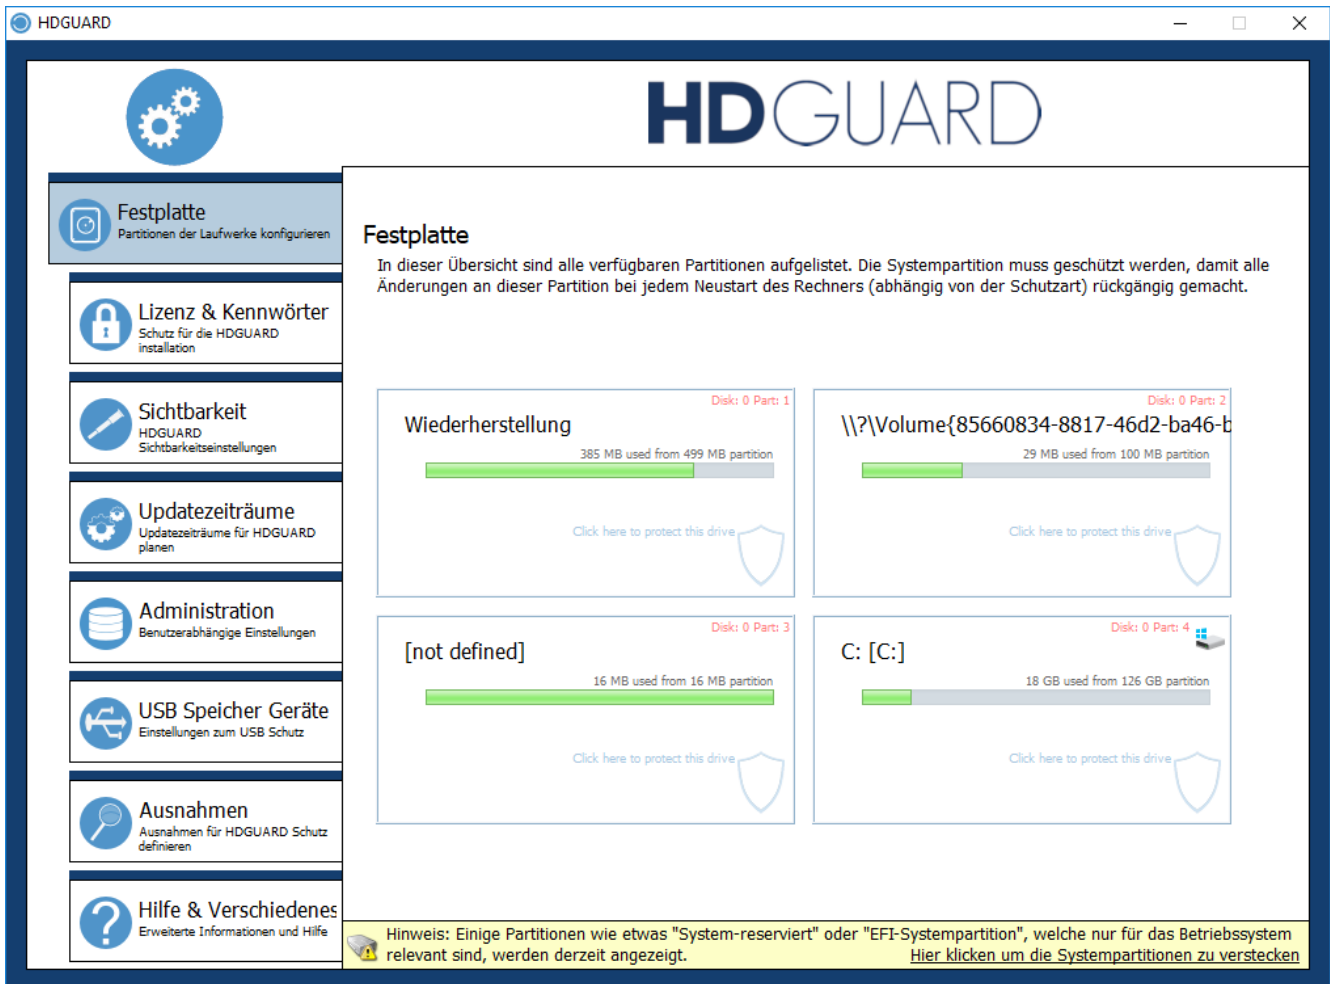 HDGUARD
HDGUARD
Festplatte
Partitionen der Laufwerke konfigurieren
Lizenz & Kennwörter
Schutz für die HDGUARD
installation
Sichtbarkeit
HDGUARD
Sichtbarkeitseinstellungen
Updatezeiträume
Updatezeiträume für HDGUARD
planen
Administration
Benutzerabhängige Einstellungen
USB Speicher Geräte
Einstellungen zum USB Schutz
Ausnahmen
Ausnahmen für HDGUARD Schutz
definieren
Hilfe & Verschiedenes
Erweiterte Informationen und Hilfe
Festplatte
In dieser Übersicht sind alle verfügbaren Partitionen aufgelistet. Die Systempartition muss geschützt werden, damit alle
Änderungen an dieser Partition bei jedem Neustart des Rechners (abhängig von der Schutzart) rückgängig gemacht.
Disk: 0 Part: 1
Wiederherstellung
385 MB used from 499 MB partition
Click here to protect this drive
Disk: 0 Part: 2
\\?\Volume{85660834-8817-46d2-ba46-b
29 MB used from 100 MB partition
Click here to protect this drive
Disk: 0 Part: 3
[not defined]
16 MB used from 16 MB partition
Click here to protect this drive
Disk: 0 Part: 4
C: [C:]
18 GB used from 126 GB partition
Click here to protect this drive
Hinweis: Einige Partitionen wie etwas "System-reserviert" oder "EFI-Systempartition", welche nur für das Betriebssystem
relevant sind, werden derzeit angezeigt.
Hier klicken um die Systempartitionen zu verstecken